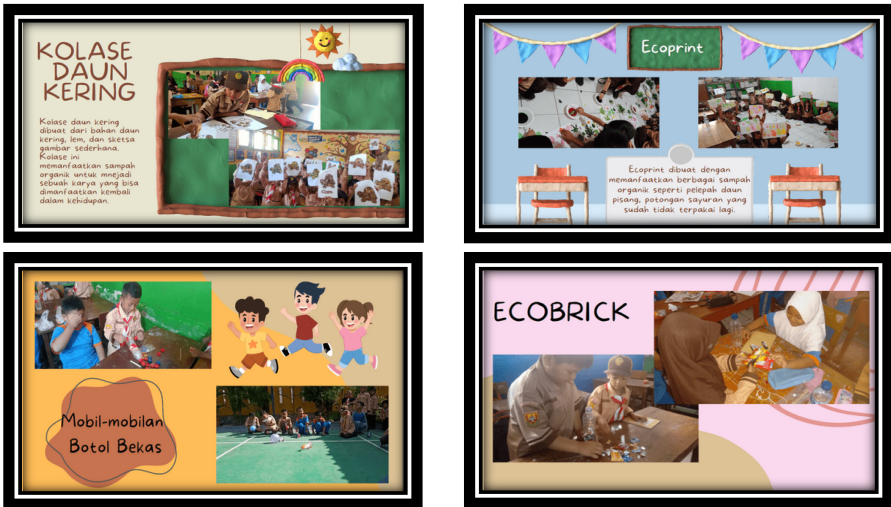 KOLASE
DAUN
KERING
Kolase daun kering
dibuat dari bahan daun
kering, lem, dan sketsa
gambar sederhana.
Kolase ini
memanfaatkan sampah
organik untuk mnejadi
sebuah karya yang bisa
dimanfaatkan kembali
dalam kehidupan.
Ecoprint
Ecoprint dibuat dengan
memanfaatkan berbagai sampah
organik seperti pelepah daun
pisang, potongan sayuran yang
sudah tidak terpakai lagi.
Mobil-mobilan
Botol Bekas
ECOBRICK